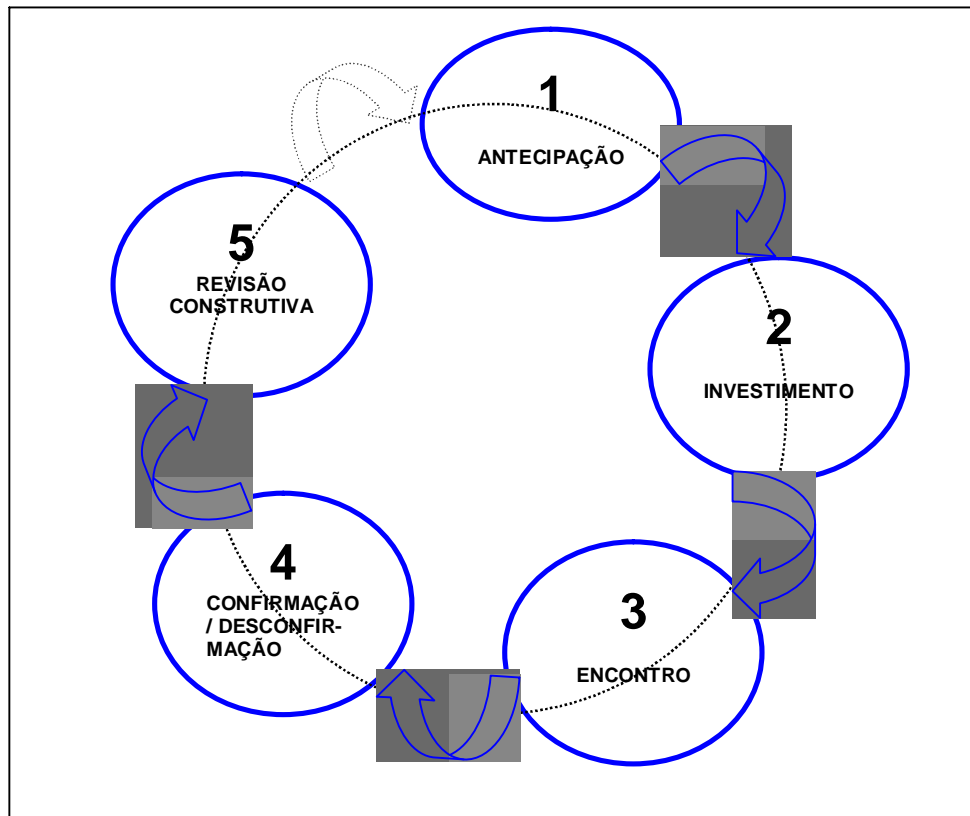 1
ANTECIPAÇÃO
2
INVESTIMENTO
3
ENCONTRO
4
CONFIRMAÇÃO
/ DESCONFIR-
MAÇÃO
5
REVISÃO
CONSTRUTIVA